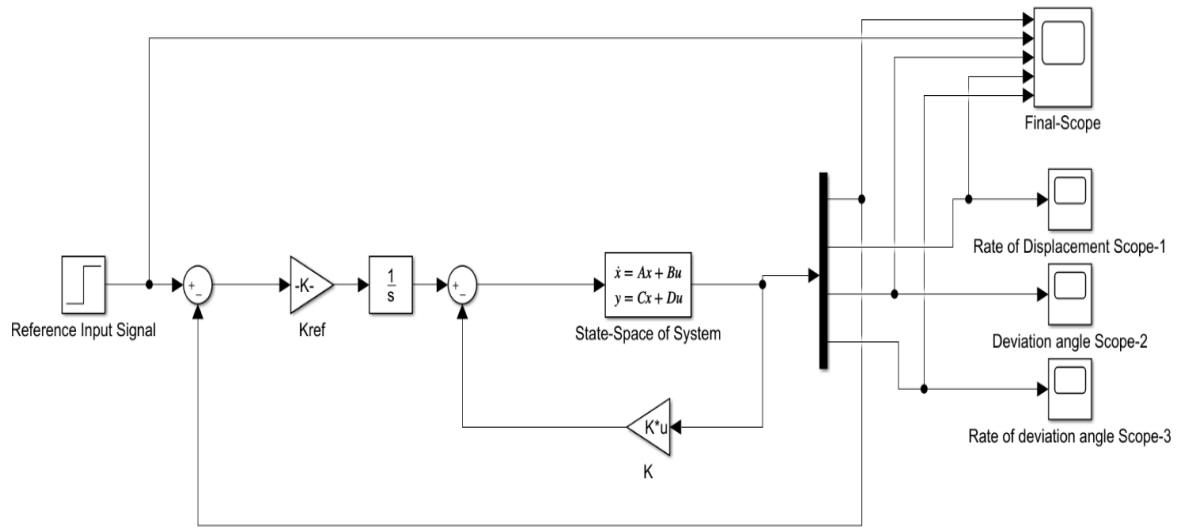 Final-Scope
Rate of Displacement Scope-1
+
−
-K-
1
s
+
−
ẋ = Ax + Bu
y = Cx + Du
Reference Input Signal
Kref
State-Space of System
Deviation angle Scope-2
K*u
K
Rate of deviation angle Scope-3